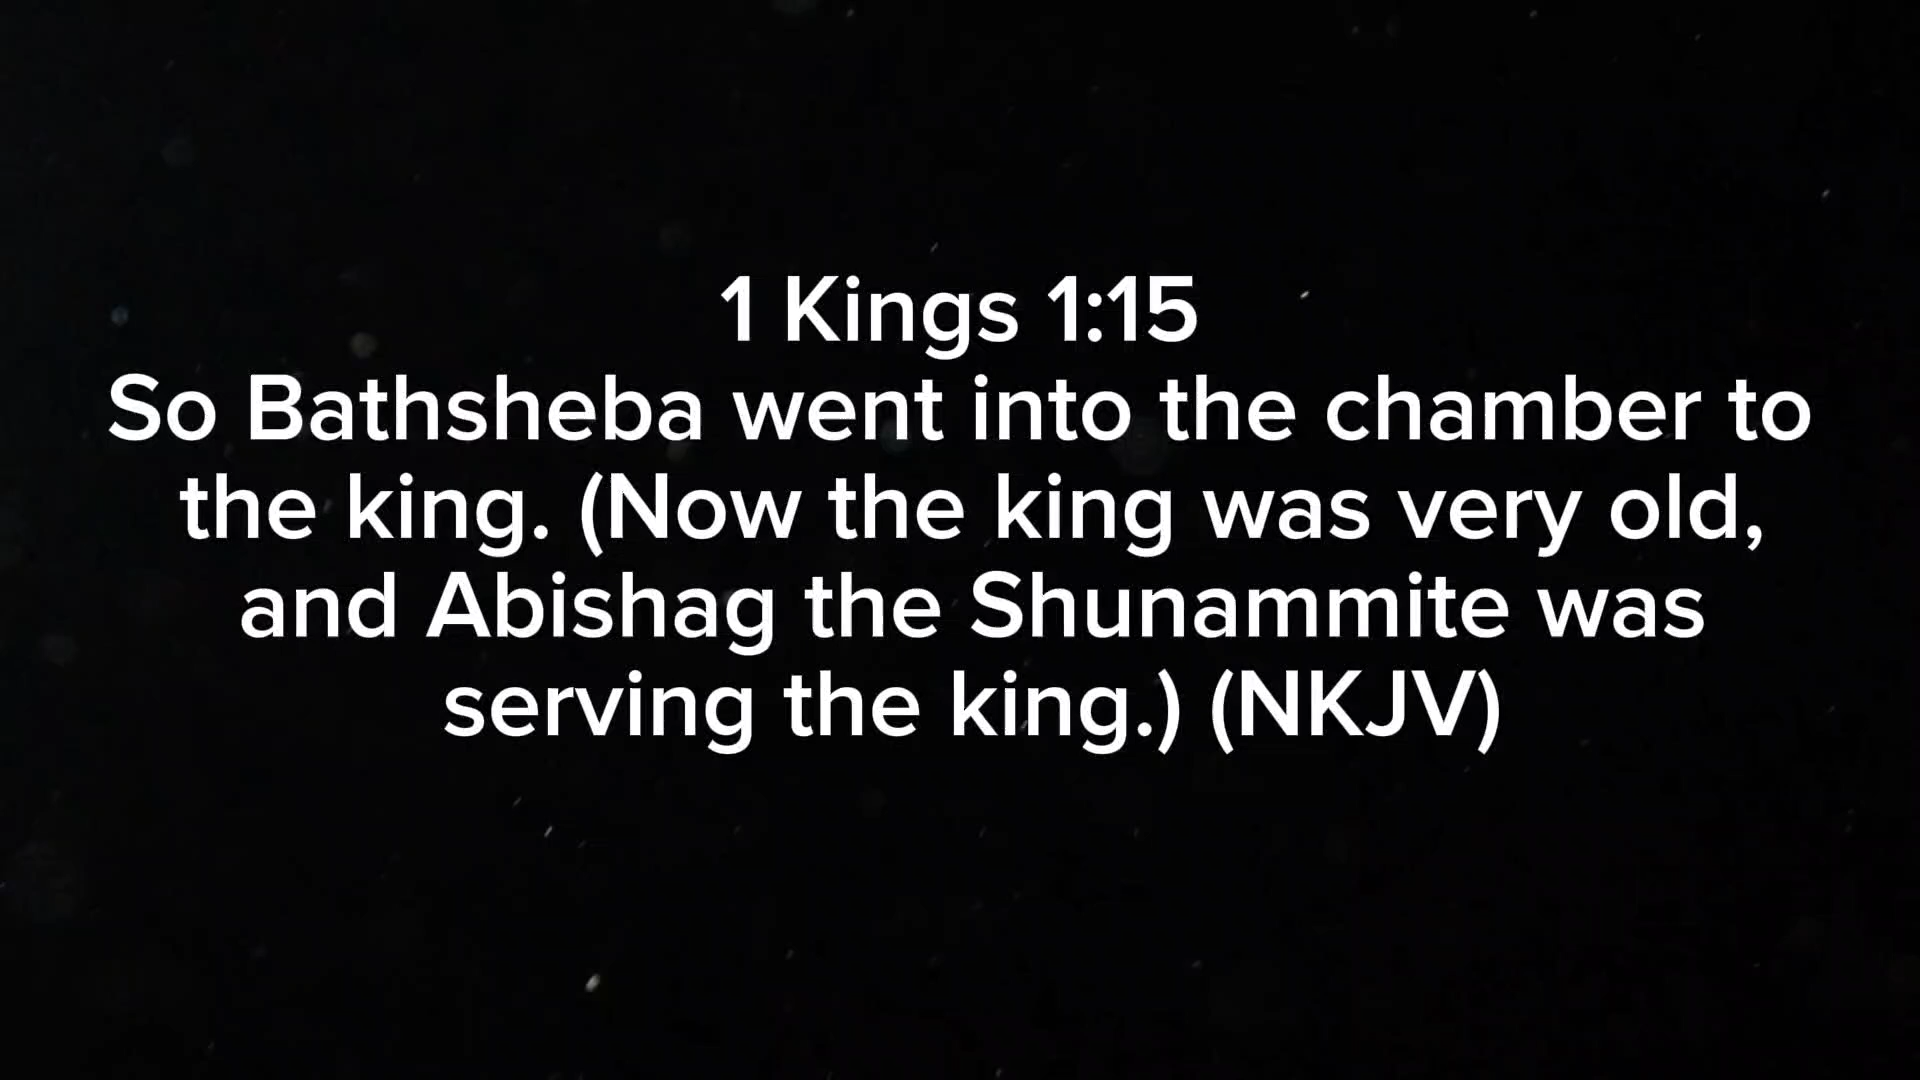 1 Kings 1:15
So Bathsheba went into the chamber to
the king. (Now the king was very old,
and Abishag the Shunammite was
serving the king.) (NKJV)